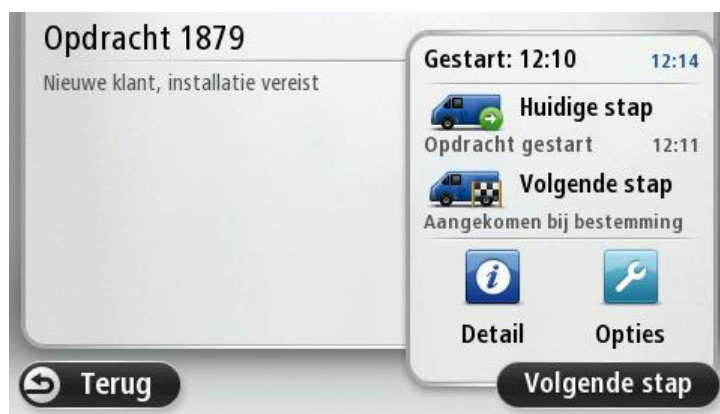 Opdracht 1879
Nieuwe klant, installatie vereist
Gestart: 12:10 12:14
Huidige stap
Opdracht gestart 12:11
Volgende stap
Aangekomen bij bestemming
Detail Opties
Terug
Volgende stap